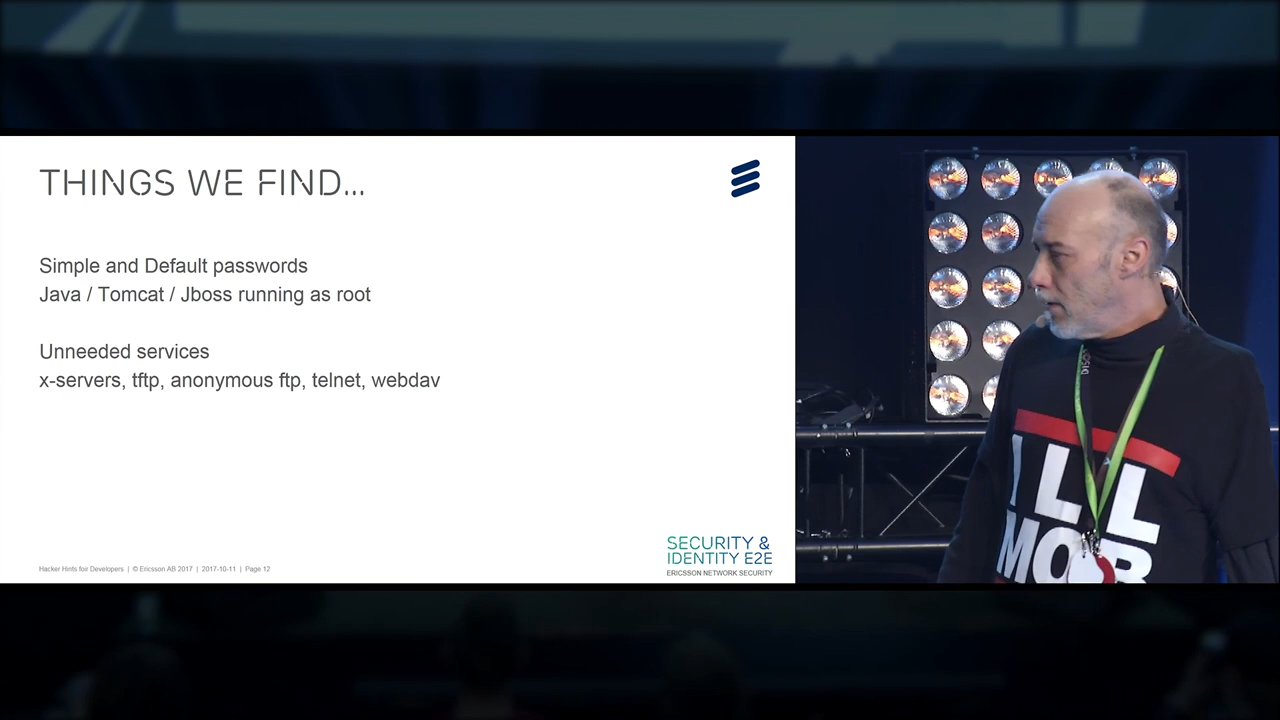 THINGS WE FIND...
Simple and Default passwords
Java / Tomcat / Jboss running as root
Unneeded services
x-servers, tftp, anonymous ftp, telnet, webdav
SECURITY &
IDENTITY E2E
ERICSSON NETWORK SECURITY
Hacker Hints foir Developers | © Ericsson AB 2017 | 2017-10-11 | Page 12
ILL